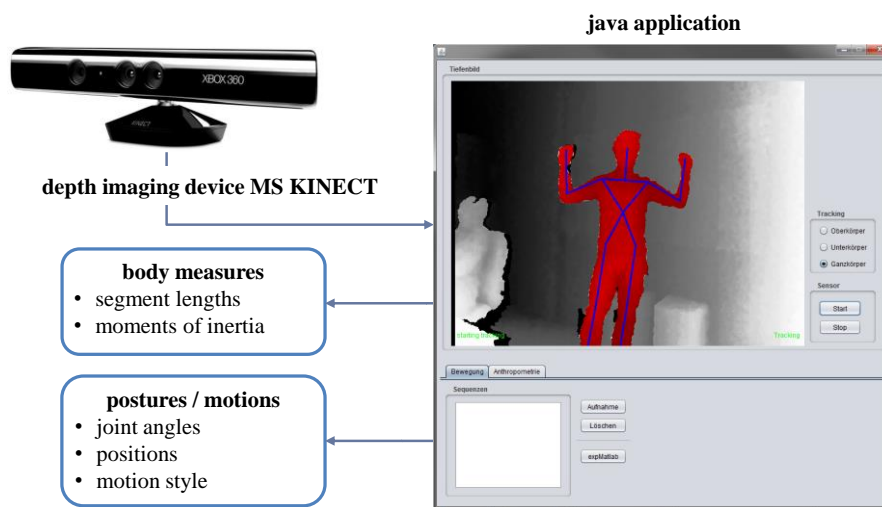 java application
XBOX 360
KINECT
depth imaging device MS KINECT
body measures
• segment lengths
• moments of inertia
postures / motions
• joint angles
• positions
• motion style
Tiefenbild
starting tracking
Tracking
Tracking
Oberkörper
Unterkörper
Ganzkörper
Sensor
Start
Stop
Bewegung
Anthropometrie
Sequenzen
Aufnahme
Löschen
expMatlab